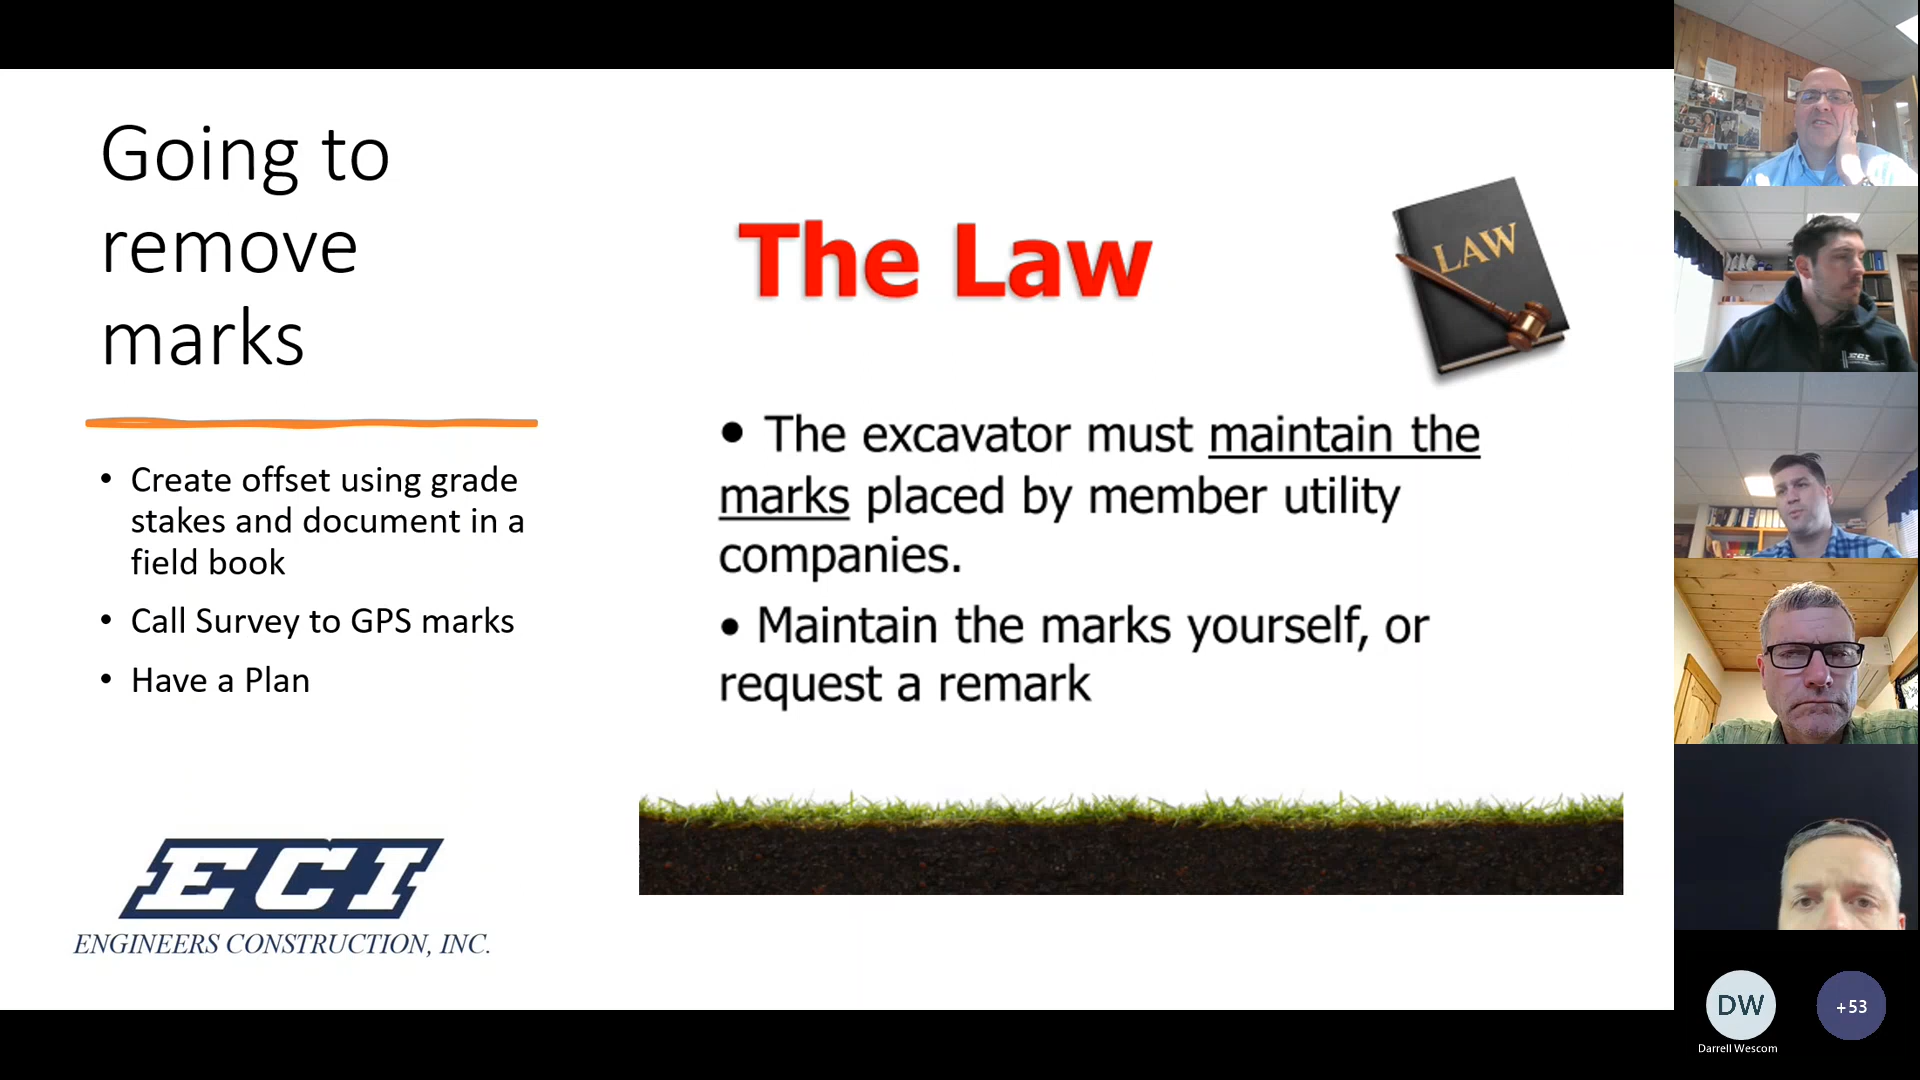 Going to
remove
marks
• Create offset using grade
stakes and document in a
field book
• Call Survey to GPS marks
• Have a Plan
ECI
ENGINEERS CONSTRUCTION, INC.
The Law
LAW
• The excavator must maintain the
marks placed by member utility
companies.
• Maintain the marks yourself, or
request a remark
ECI
DW
Darrell Wescom
+53